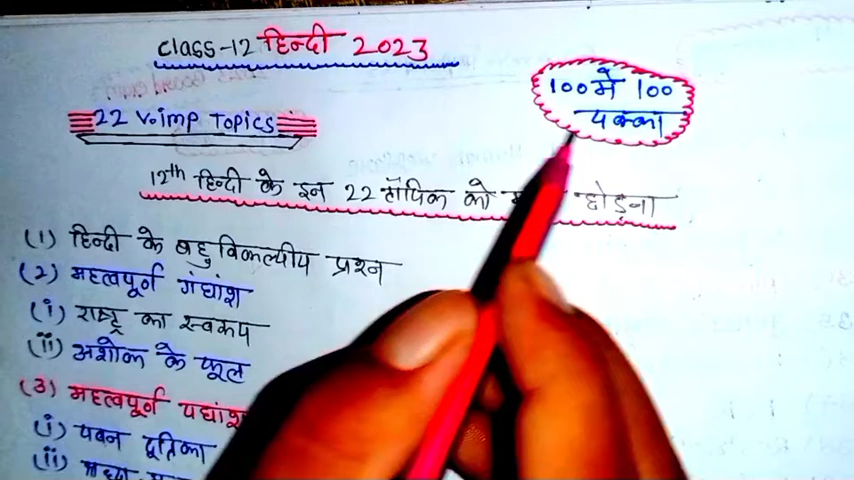 Class-12 हिन्दी 2023
100 में 100
पक्का
22 V.imp Topics
12th हिन्दी के इन 22 टॉपिक को छोड़ना
(1) हिन्दी के बहुविकल्पीय प्रश्न
(2) महत्वपूर्ण गंद्यांश
(i) राष्ट्र का स्वरूप
(ii) अशोक के फूल
(3) महत्वपूर्ण पद्यांश
(i) पवन दूतिका
(ii)